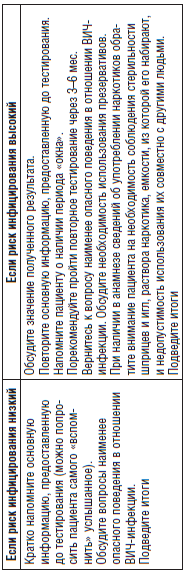 Если риск инфицирования низкий
Кратко напомните основную
информацию, предоставленную
до тестирования (можно попро-
сить пациента самого «вспом-
нить» услышанное).
Обсудите вопросы наименее
опасного поведения в отношении
ВИЧ-инфекции.
Подведите итоги
Если риск инфицирования высокий
Обсудите значение полученного результата.
Повторите основную информацию, предоставленную до тестирования.
Напомните пациенту о наличии периода «окна».
Порекомендуйте пройти повторное тестирование через 3–6 мес.
Вернитесь к вопросу наименее опасного поведения в отношении ВИЧ-
инфекции. Обсудите необходимость использования презервативов.
При наличии в анамнезе сведений об употреблении наркотиков обра-
тите внимание пациента на необходимость соблюдения стерильности
шприцев и игл, раствора наркотика, емкости, из которой его набирают,
и недопустимость использования их совместно с другими людьми.
Подведите итоги